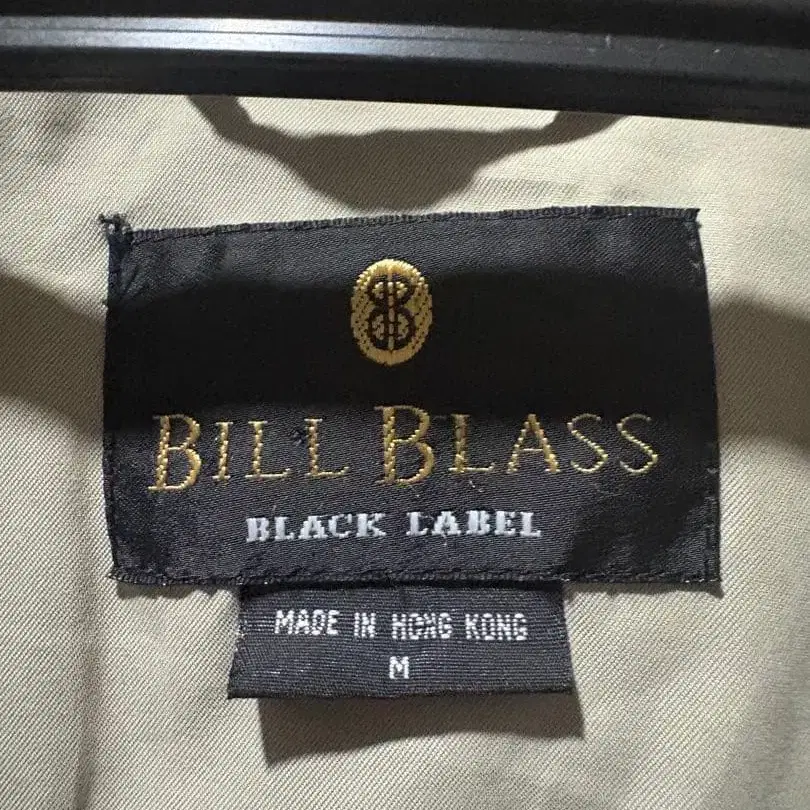 BILL BLASS
BLACK LABEL
MADE IN HONG KONG
M